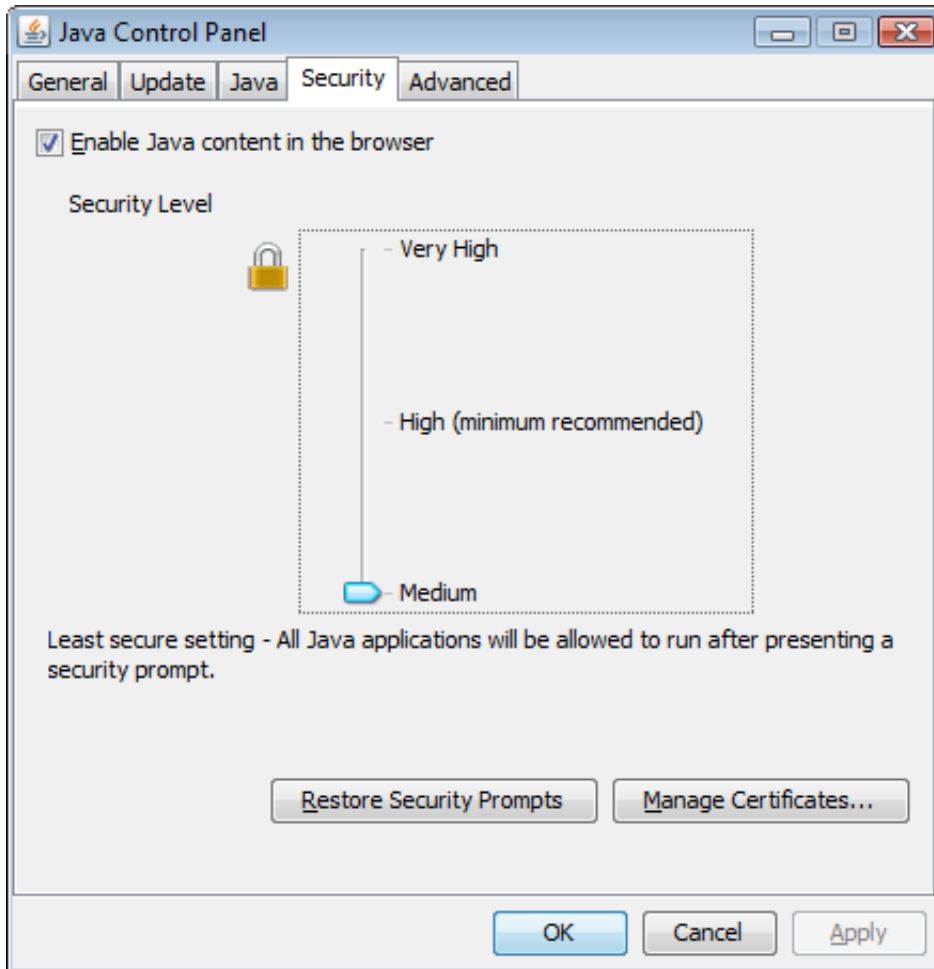 Java Control Panel
General Update Java Security Advanced
Enable Java content in the browser
Security Level
Very High
High (minimum recommended)
Medium
Least secure setting - All Java applications will be allowed to run after presenting a
security prompt.
Restore Security Prompts Manage Certificates...
OK Cancel Apply